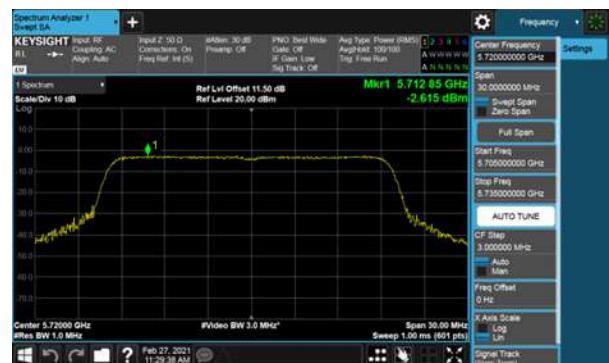 Spectrum Analyzer 1
Swept SA
+
Frequency
KEYSIGHT
Input: RF
Coupling: AC
Align: Auto
Input Z: 50 Ω
Corrections: On
Freq Ref: Int (S)
#Atten: 30 dB
Preamp: Off
PNO: Best Wide
Gate: Off
IF Gain: Low
Sig Track: Off
Avg Type: Power (RMS)
Avg|Hold: 100/100
Trig: Free Run
1 2 3 4 5 6
A W W W W W
A N N N N N
1 Spectrum
Scale/Div 10 dB
Log
Ref Lvl Offset 11.50 dB
Ref Level 20.00 dBm
Mkr1 5.712 85 GHz
-2.615 dBm
1
10.0
0.00
-10.0
-20.0
-30.0
-70.0
Center 5.72000 GHz
#Res BW 1.0 MHz
#Video BW 3.0 MHz*
Span 30.00 MHz
Sweep 1.00 ms (601 pts)
Center Frequency
5.720000000 GHz
Settings
Span
30.0000000 MHz
Swept Span
Zero Span
Full Span
Start Freq
5.705000000 GHz
Stop Freq
5.735000000 GHz
AUTO TUNE
CF Step
3.000000 MHz
Auto
Man
Freq Offset
0 Hz
X Axis Scale
Log
Lin
Signal Track
?
Feb 27, 2021
11:29:38 AM